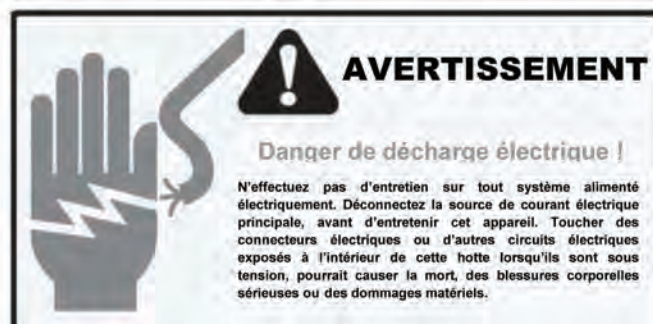 AVERTISSEMENT
Danger de décharge électrique !
N'effectuez pas d'entretien sur tout système alimenté
électriquement. Déconnectez la source de courant électrique
principale, avant d'entretenir cet appareil. Toucher des
connecteurs électriques ou d'autres circuits électriques
exposés à l'intérieur de cette hotte lorsqu'ils sont sous
tension, pourrait causer la mort, des blessures corporelles
sérieuses ou des dommages matériels.